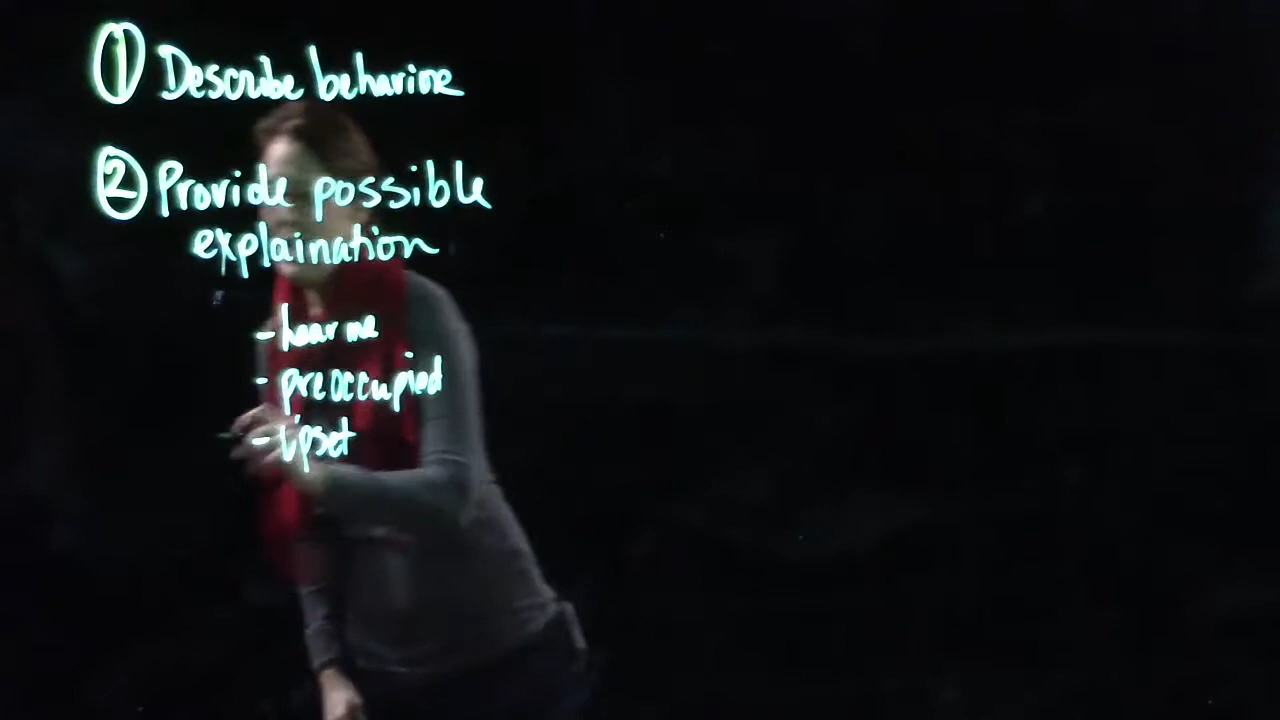 ① Describe behavior
② Provide possible
explaination
- hear me
- preoccupied
- upset